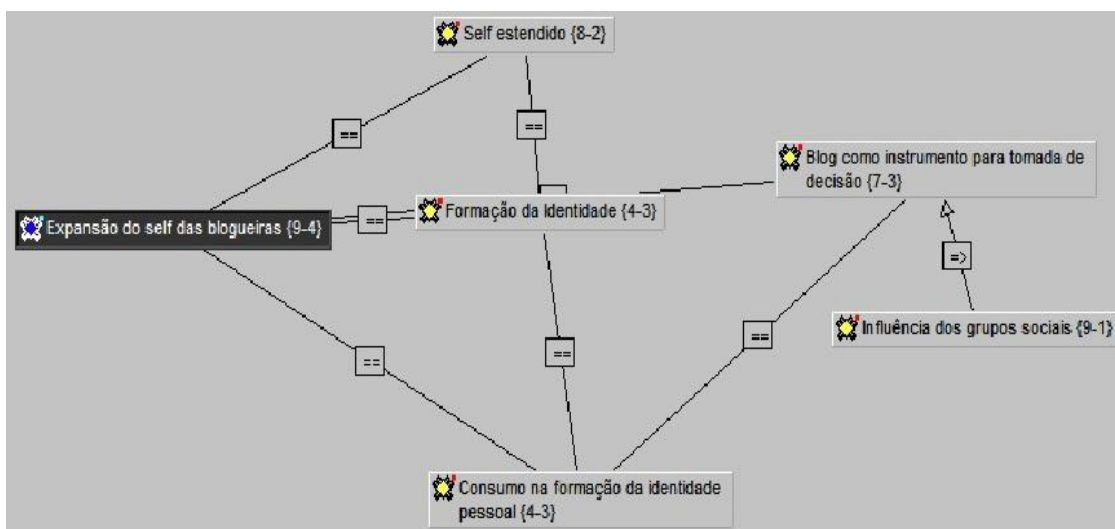 Self estendido {8-2}
==
==
Blog como instrumento para tomada de
decisão {7-3}
Formação da Identidade {4-3}
==
Expansão do self das blogueiras {9-4}
=>
Influência dos grupos sociais {9-1}
==
==
==
Consumo na formação da identidade
pessoal {4-3}